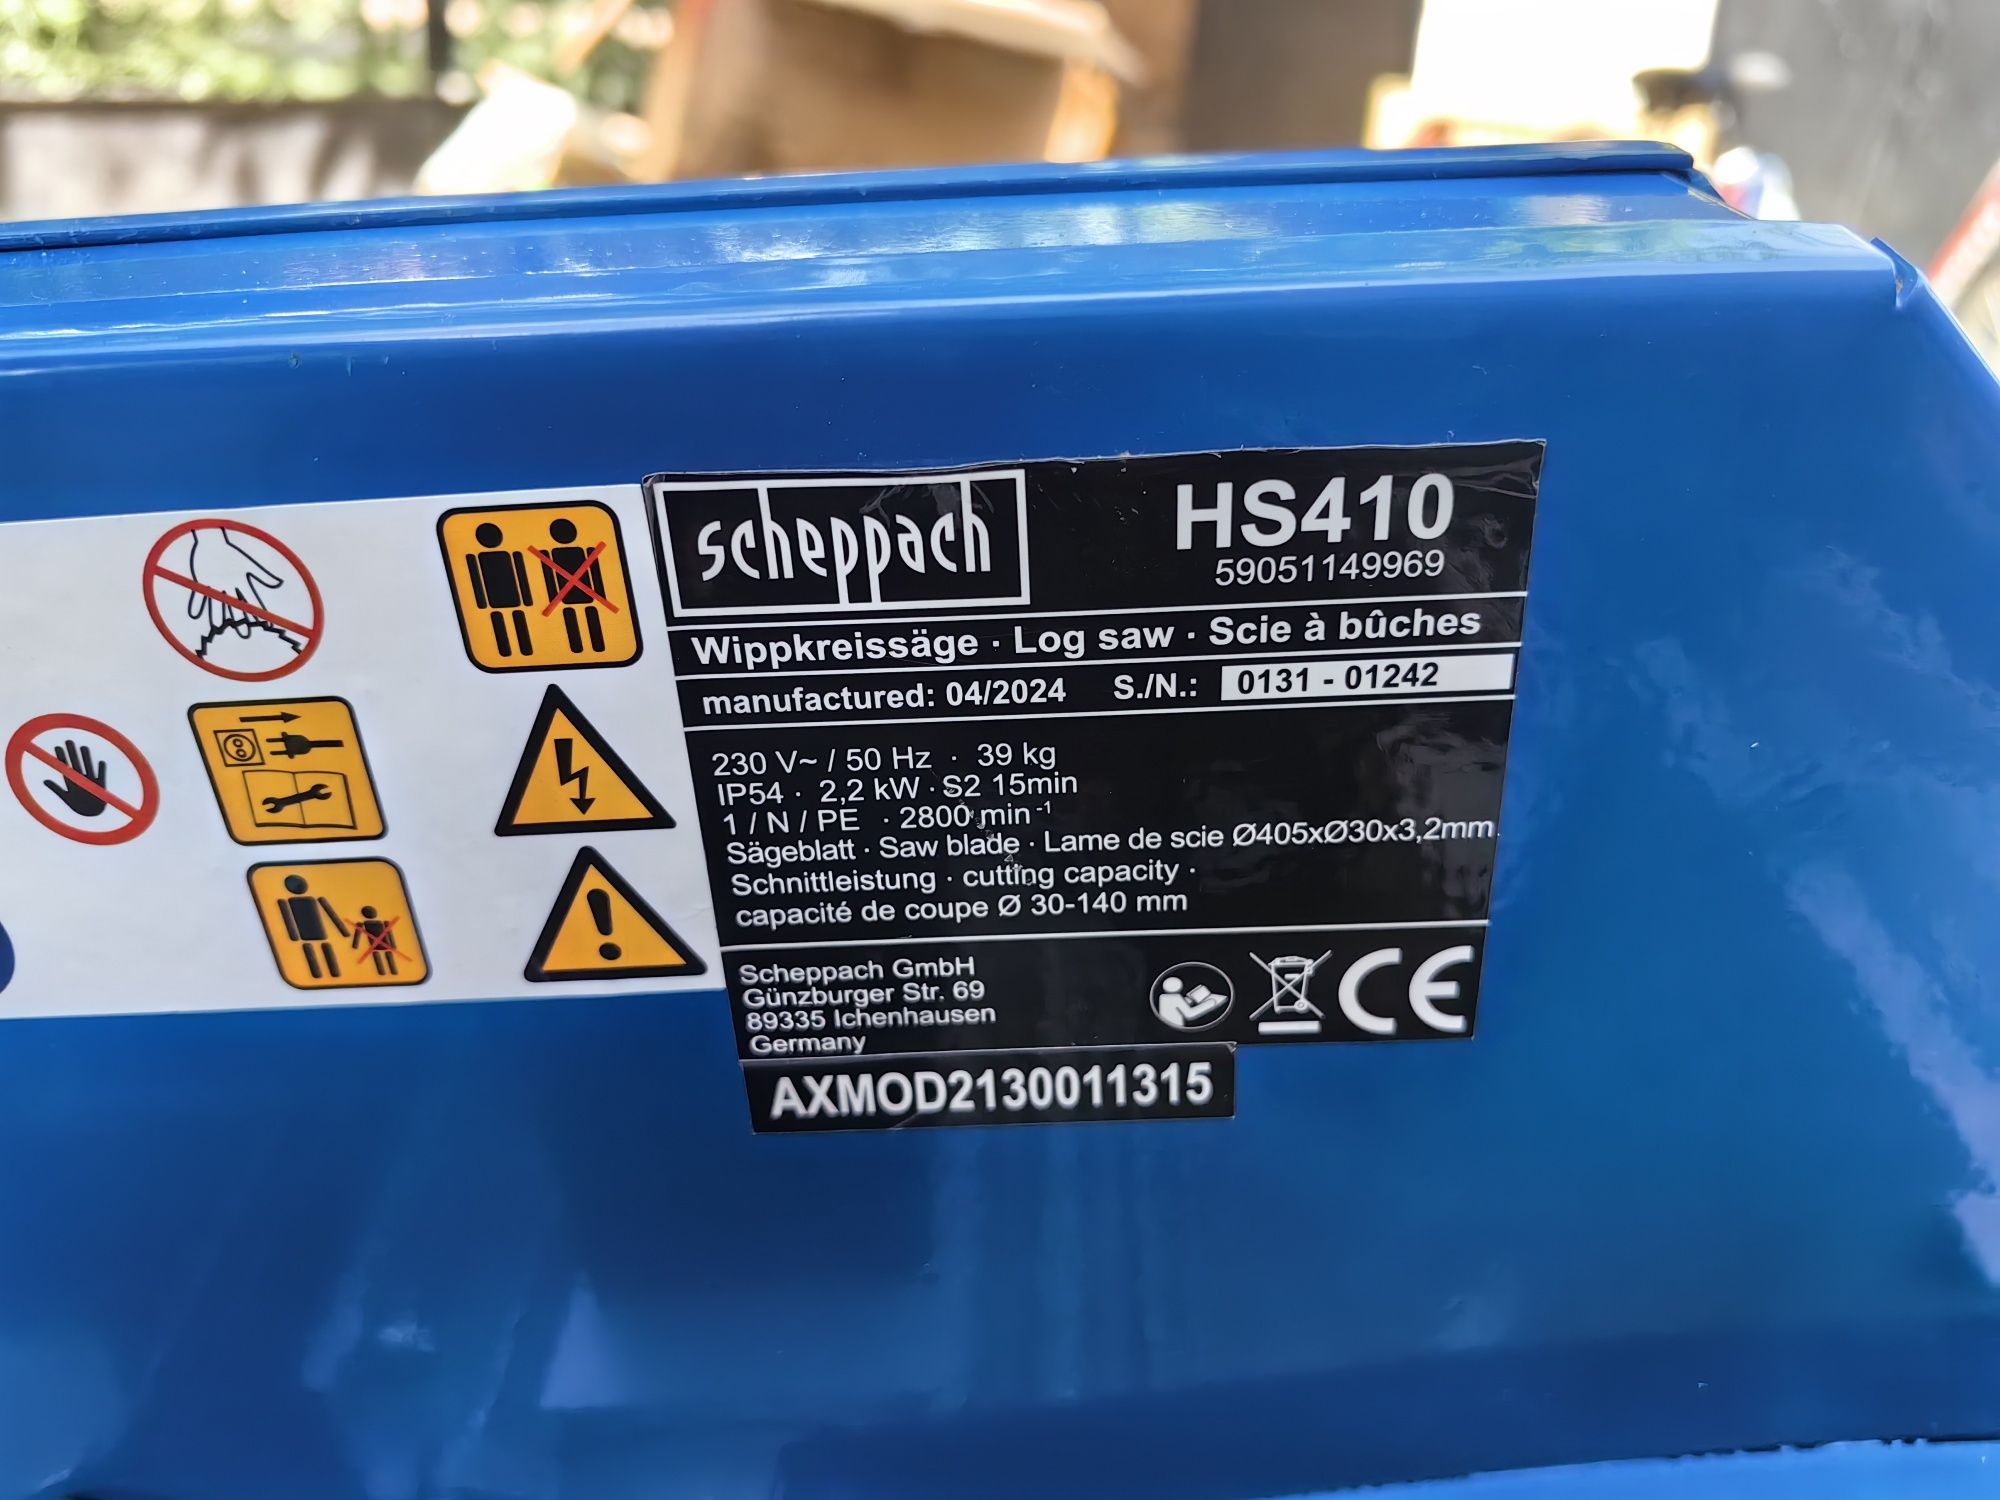 scheppach
HS410
59051149969
Wippkreissäge · Log saw · Scie à bûches
manufactured: 04/2024 S./N.: 0131 - 01242
230 V~ / 50 Hz · 39 kg
IP54 · 2,2 kW · S2 15min
1 / N / PE · 2800 min-1
Sägeblatt · Saw blade · Lame de scie Ø405xØ30x3,2mm
Schnittleistung · cutting capacity ·
capacité de coupe Ø 30-140 mm
Scheppach GmbH
Günzburger Str. 69
89335 Ichenhausen
Germany
CE
AXMOD2130011315